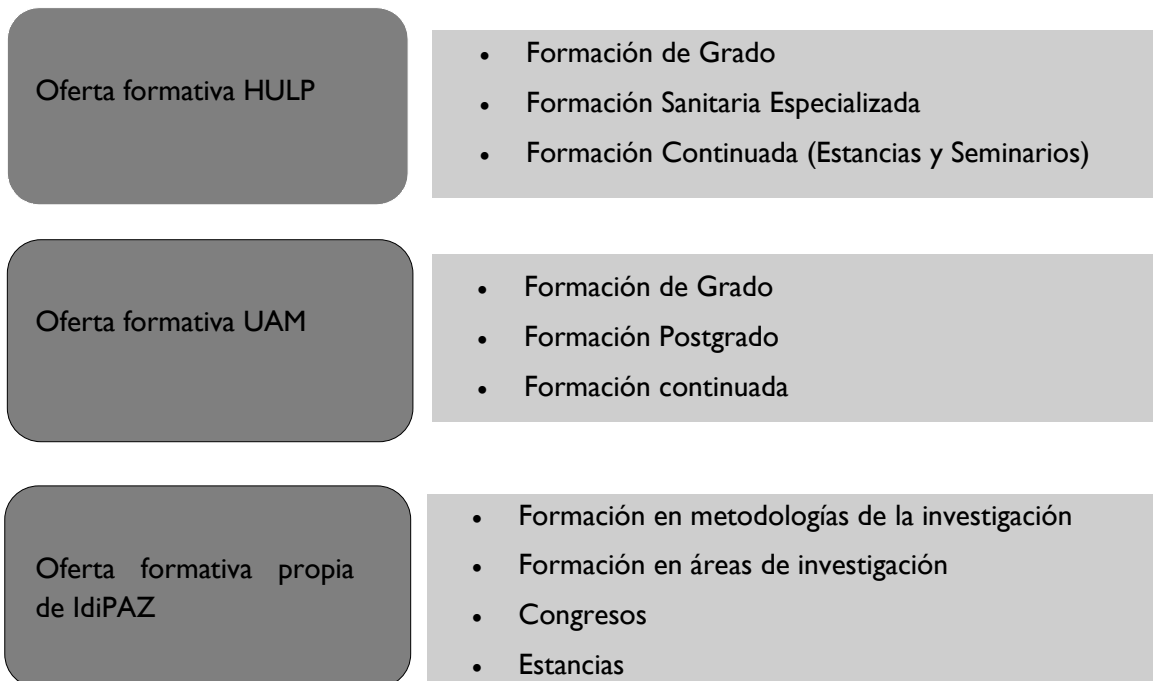 Oferta formativa HULP
• Formación de Grado
• Formación Sanitaria Especializada
• Formación Continuada (Estancias y Seminarios)
Oferta formativa UAM
• Formación de Grado
• Formación Postgrado
• Formación continuada
Oferta formativa propia
de IdiPAZ
• Formación en metodologías de la investigación
• Formación en áreas de investigación
• Congresos
• Estancias